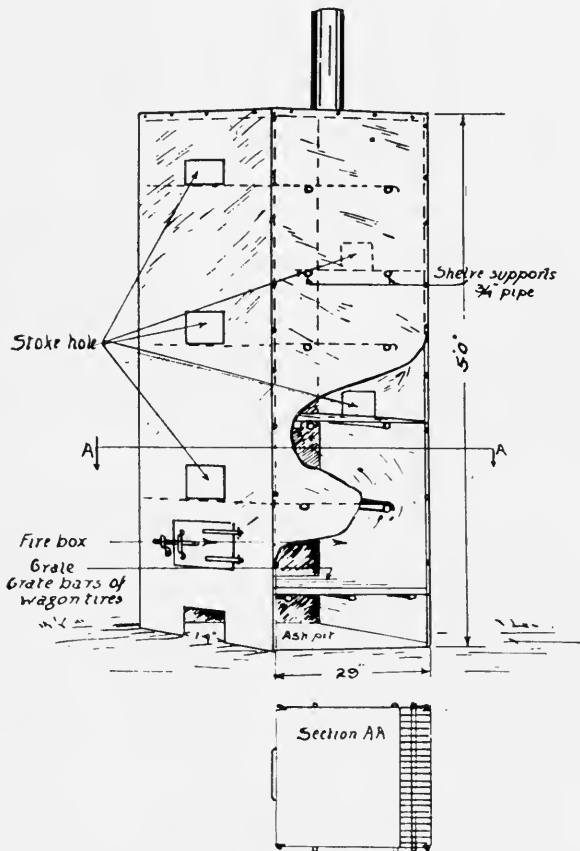 Shelve supports
3/4" pipe
Stoke hole
5'0"
A
A
Fire box
Grate
Grate bars of
wagon tires
Ash pit
29"
Section AA